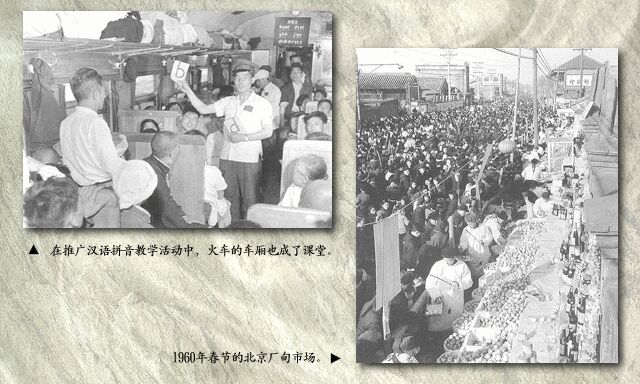 b
▲ 在推广汉语拼音教学活动中，火车的车厢也成了课堂。
1960年春节的北京厂甸市场。▶